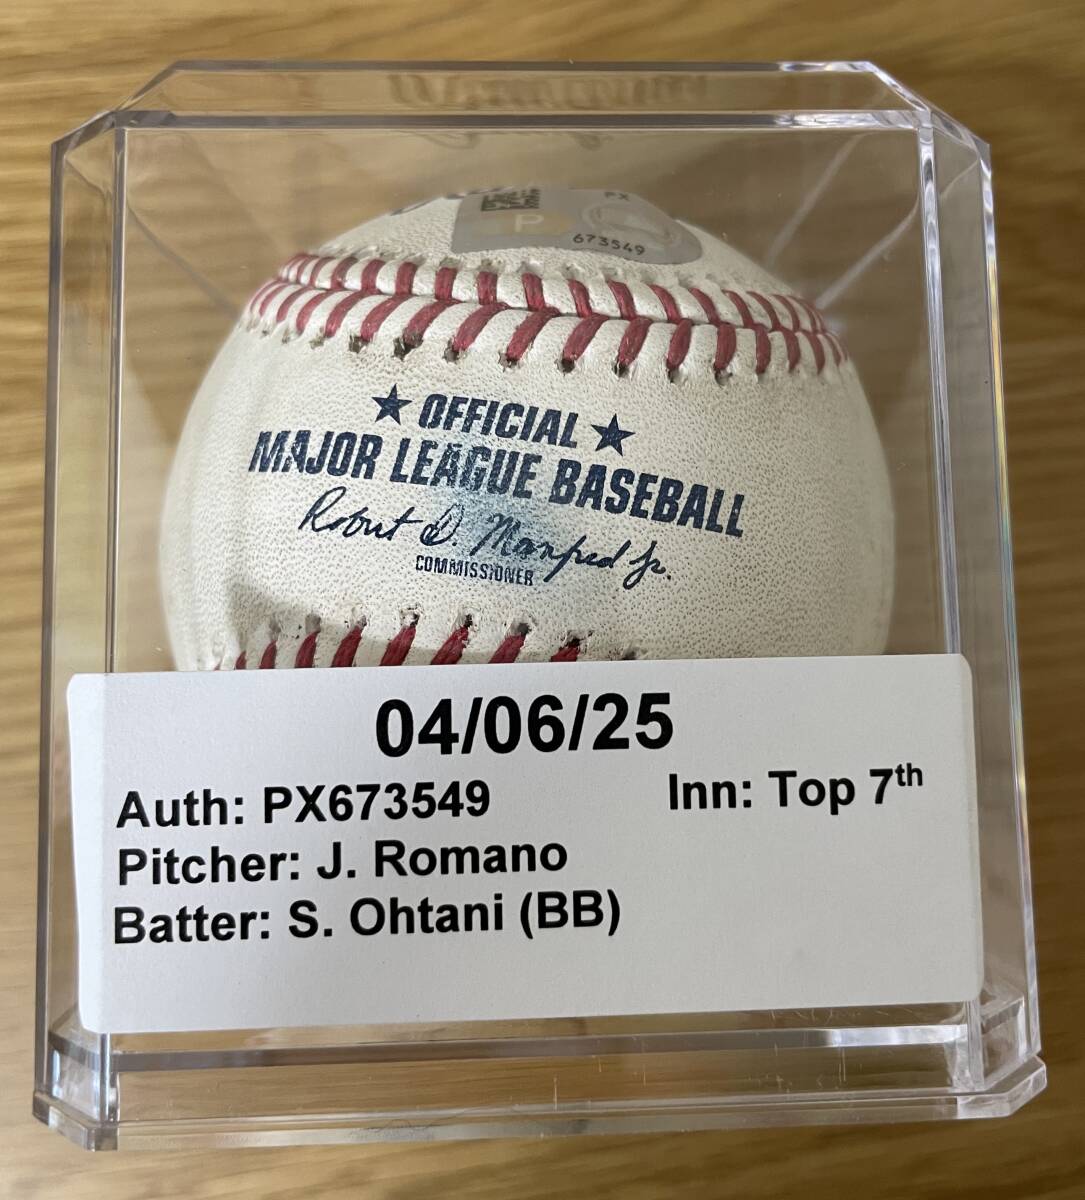 PX
P
673549
★ OFFICIAL ★
MAJOR LEAGUE BASEBALL
Robert D. Manfred Jr.
COMMISSIONER
04/06/25
Auth: PX673549 Inn: Top 7th
Pitcher: J. Romano
Batter: S. Ohtani (BB)